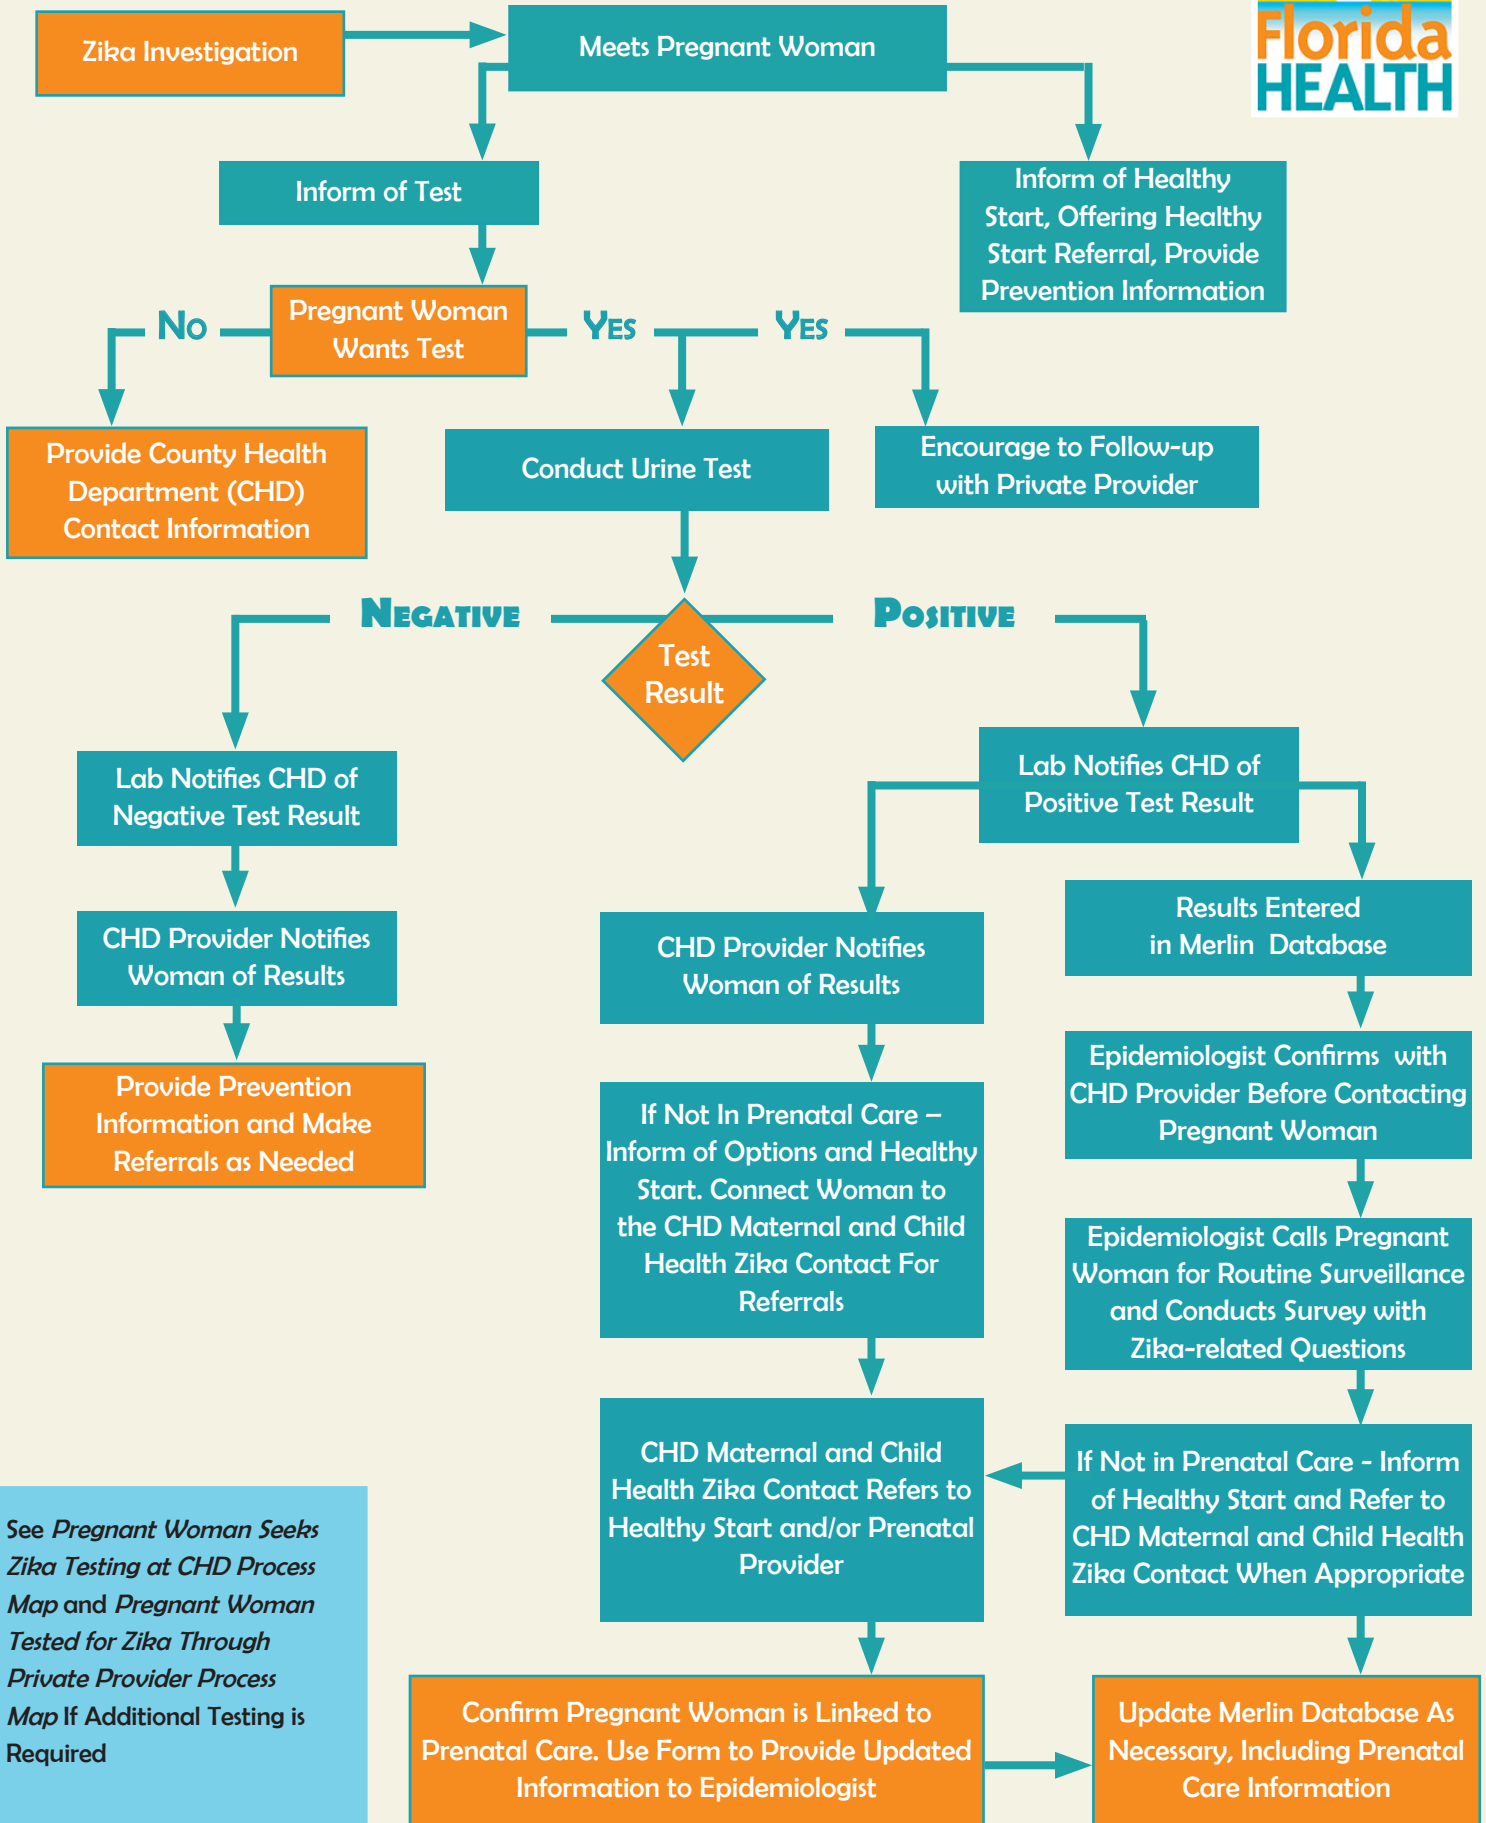 Florida
HEALTH
Zika Investigation
Meets Pregnant Woman
Inform of Test
Inform of Healthy
Start, Offering Healthy
Start Referral, Provide
Prevention Information
Pregnant Woman
Wants Test
No
Yes
Yes
Provide County Health
Department (CHD)
Contact Information
Conduct Urine Test
Encourage to Follow-up
with Private Provider
Negative
Positive
Test
Result
Lab Notifies CHD of
Negative Test Result
CHD Provider Notifies
Woman of Results
Provide Prevention
Information and Make
Referrals as Needed
Lab Notifies CHD of
Positive Test Result
CHD Provider Notifies
Woman of Results
If Not In Prenatal Care –
Inform of Options and Healthy
Start. Connect Woman to
the CHD Maternal and Child
Health Zika Contact For
Referrals
CHD Maternal and Child
Health Zika Contact Refers to
Healthy Start and/or Prenatal
Provider
Confirm Pregnant Woman is Linked to
Prenatal Care. Use Form to Provide Updated
Information to Epidemiologist
Results Entered
in Merlin Database
Epidemiologist Confirms with
CHD Provider Before Contacting
Pregnant Woman
Epidemiologist Calls Pregnant
Woman for Routine Surveillance
and Conducts Survey with
Zika-related Questions
If Not in Prenatal Care - Inform
of Healthy Start and Refer to
CHD Maternal and Child Health
Zika Contact When Appropriate
Update Merlin Database As
Necessary, Including Prenatal
Care Information
See Pregnant Woman Seeks
Zika Testing at CHD Process
Map and Pregnant Woman
Tested for Zika Through
Private Provider Process
Map If Additional Testing is
Required